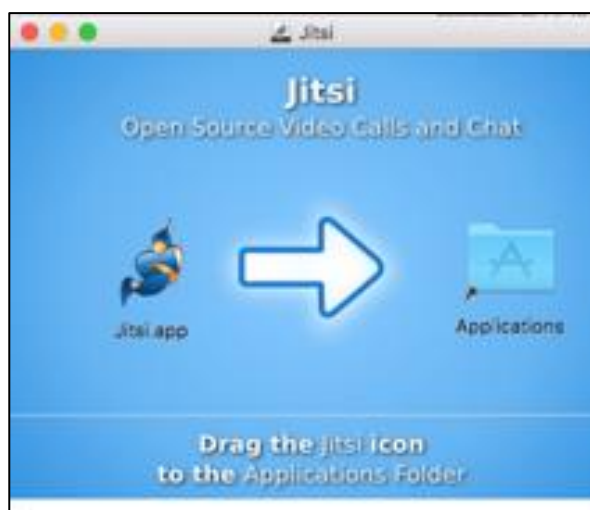 Jitsi
Jitsi
Open Source Video Calls and Chat
Jitsi.app
Applications
Drag the Jitsi icon
to the Applications Folder